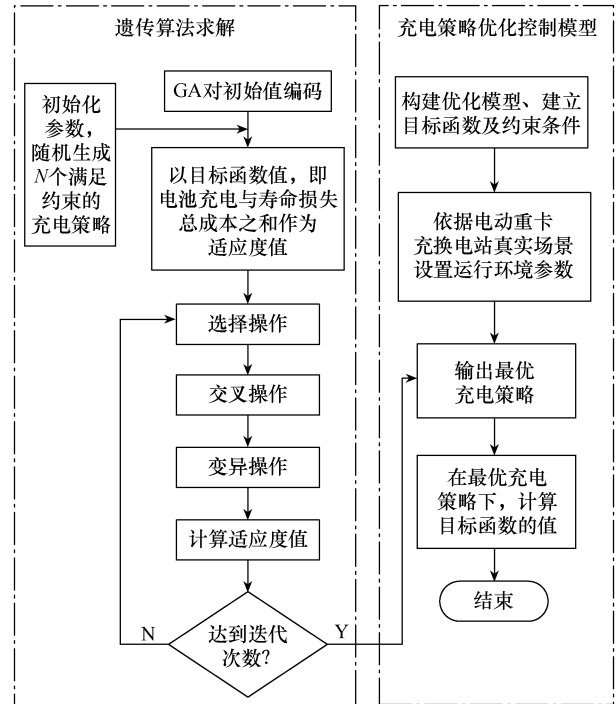 遗传算法求解
GA对初始值编码
初始化
参数，
随机生成
N个满足
约束的
充电策略
以目标函数值，即
电池充电与寿命损失
总成本之和作为
适应度值
选择操作
交叉操作
变异操作
计算适应度值
达到迭代
次数?
N
Y
充电策略优化控制模型
构建优化模型、建立
目标函数及约束条件
依据电动重卡
充换电站真实场景
设置运行环境参数
输出最优
充电策略
在最优充电
策略下，计算
目标函数的值
结束